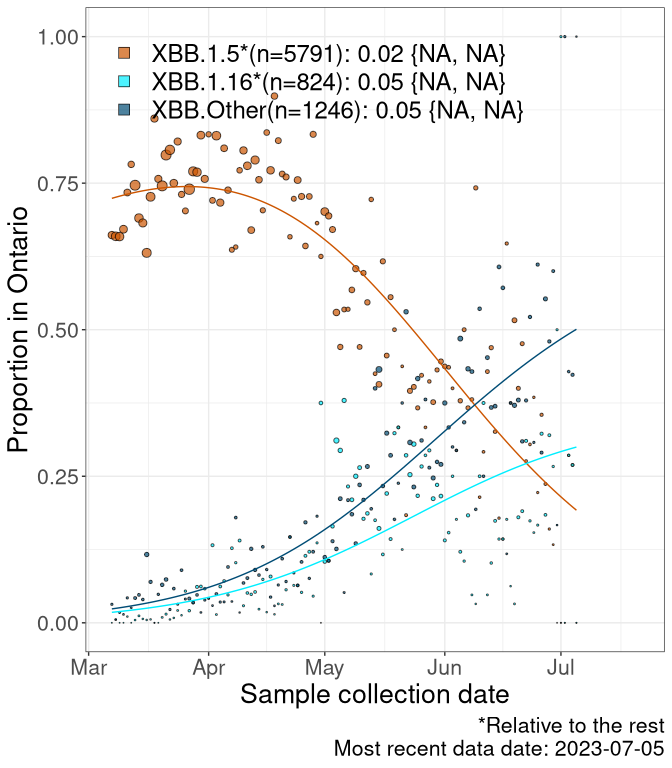 XBB.1.5*(n=5791): 0.02 {NA, NA}
XBB.1.16*(n=824): 0.05 {NA, NA}
XBB.Other(n=1246): 0.05 {NA, NA}
Proportion in Ontario
1.00
0.75
0.50
0.25
0.00
Mar Apr May Jun Jul
Sample collection date
*Relative to the rest
Most recent data date: 2023-07-05